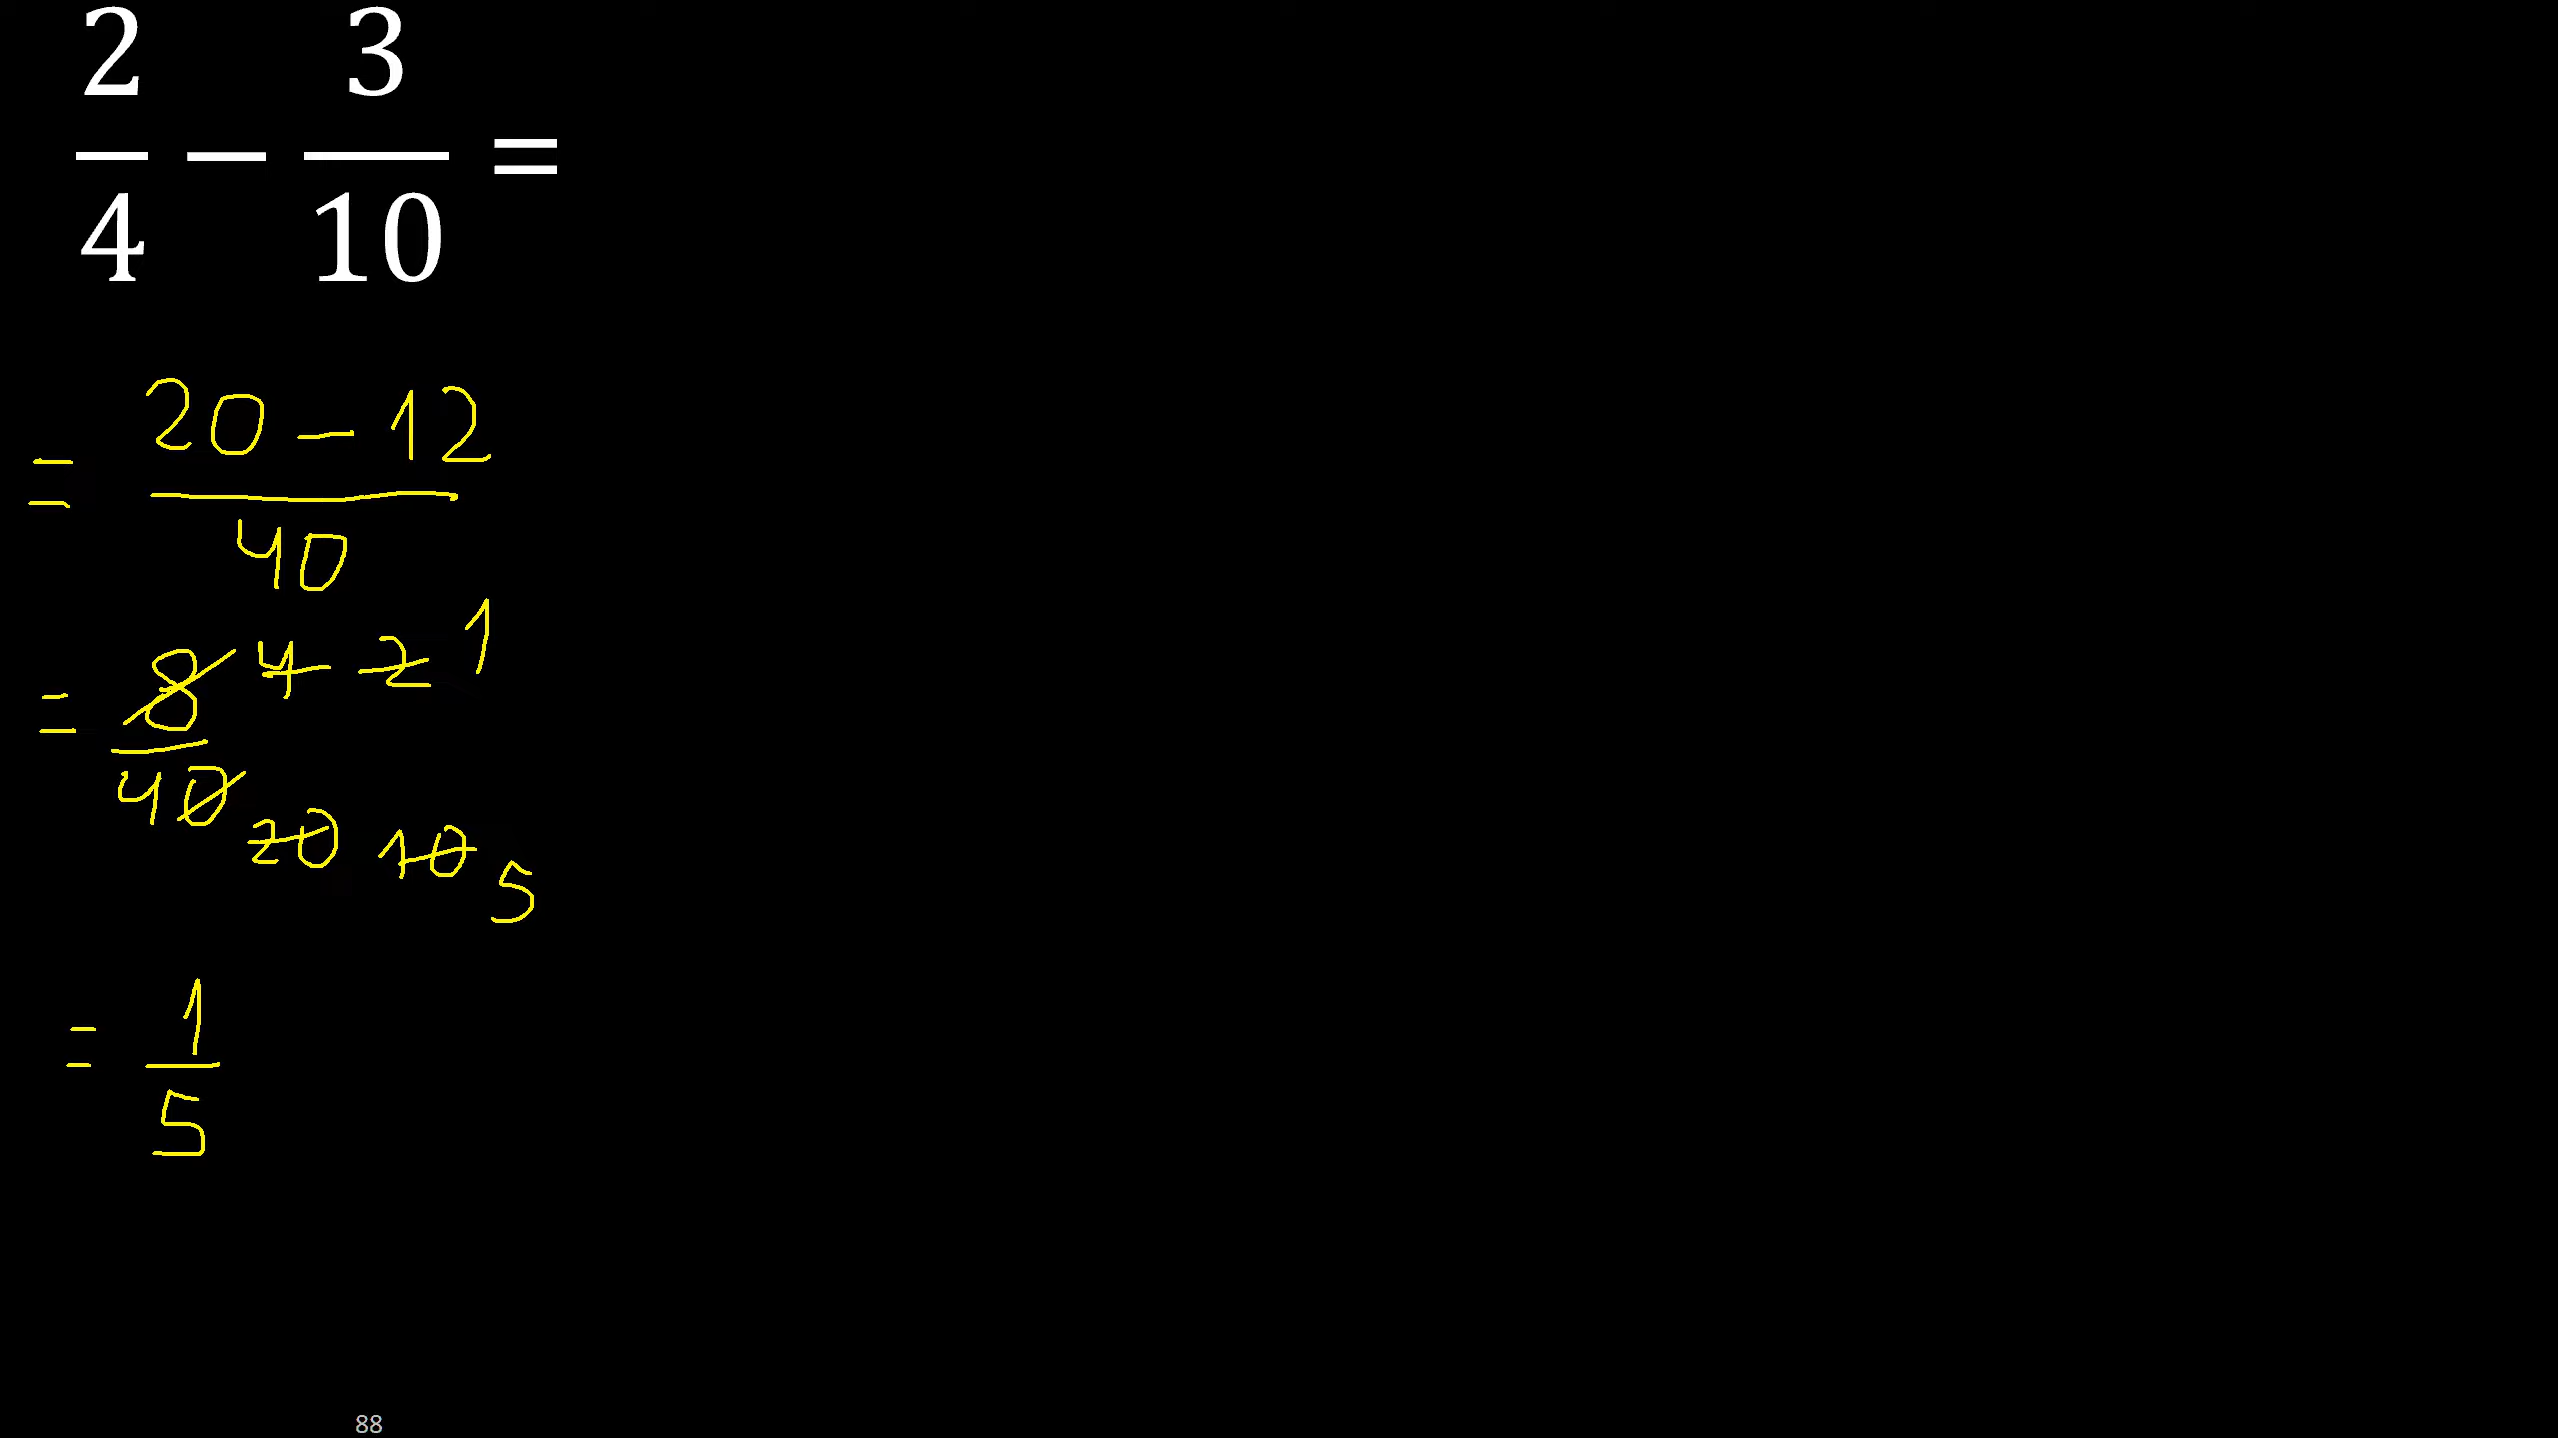 2/4 − 3/10 =
= 20 − 12 / 40
= 8/40 4/20 2/10 1/5
= 1/5
88